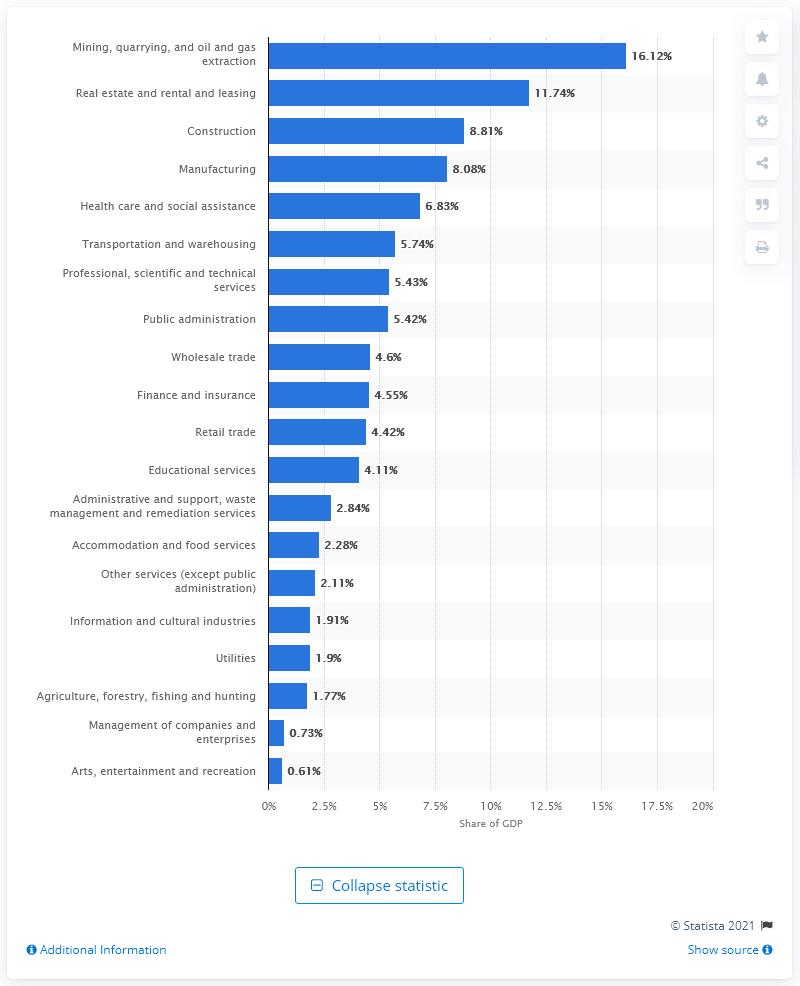 Mining, quarrying, and oil and gas
extraction
16.12%
Real estate and rental and leasing
11.74%
Construction
8.81%
Manufacturing
8.08%
Health care and social assistance
6.83%
Transportation and warehousing
5.74%
Professional, scientific and technical
services
5.43%
Public administration
5.42%
Wholesale trade
4.6%
Finance and insurance
4.55%
Retail trade
4.42%
Educational services
4.11%
Administrative and support, waste
management and remediation services
2.84%
Accommodation and food services
2.28%
Other services (except public
administration)
2.11%
Information and cultural industries
1.91%
Utilities
1.9%
Agriculture, forestry, fishing and hunting
1.77%
Management of companies and
enterprises
0.73%
Arts, entertainment and recreation
0.61%
0% 2.5% 5% 7.5% 10% 12.5% 15% 17.5% 20%
Share of GDP
Collapse statistic
© Statista 2021
Additional Information
Show source